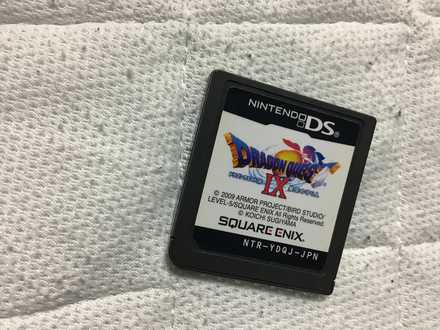 NINTENDO DS
DRAGON QUEST
IX
© 2009 ARMOR PROJECT/BIRD STUDIO/
LEVEL-5/SQUARE ENIX All Rights Reserved.
© KOICHI SUGIYAMA
SQUARE ENIX
NTR-YDQJ-JPN